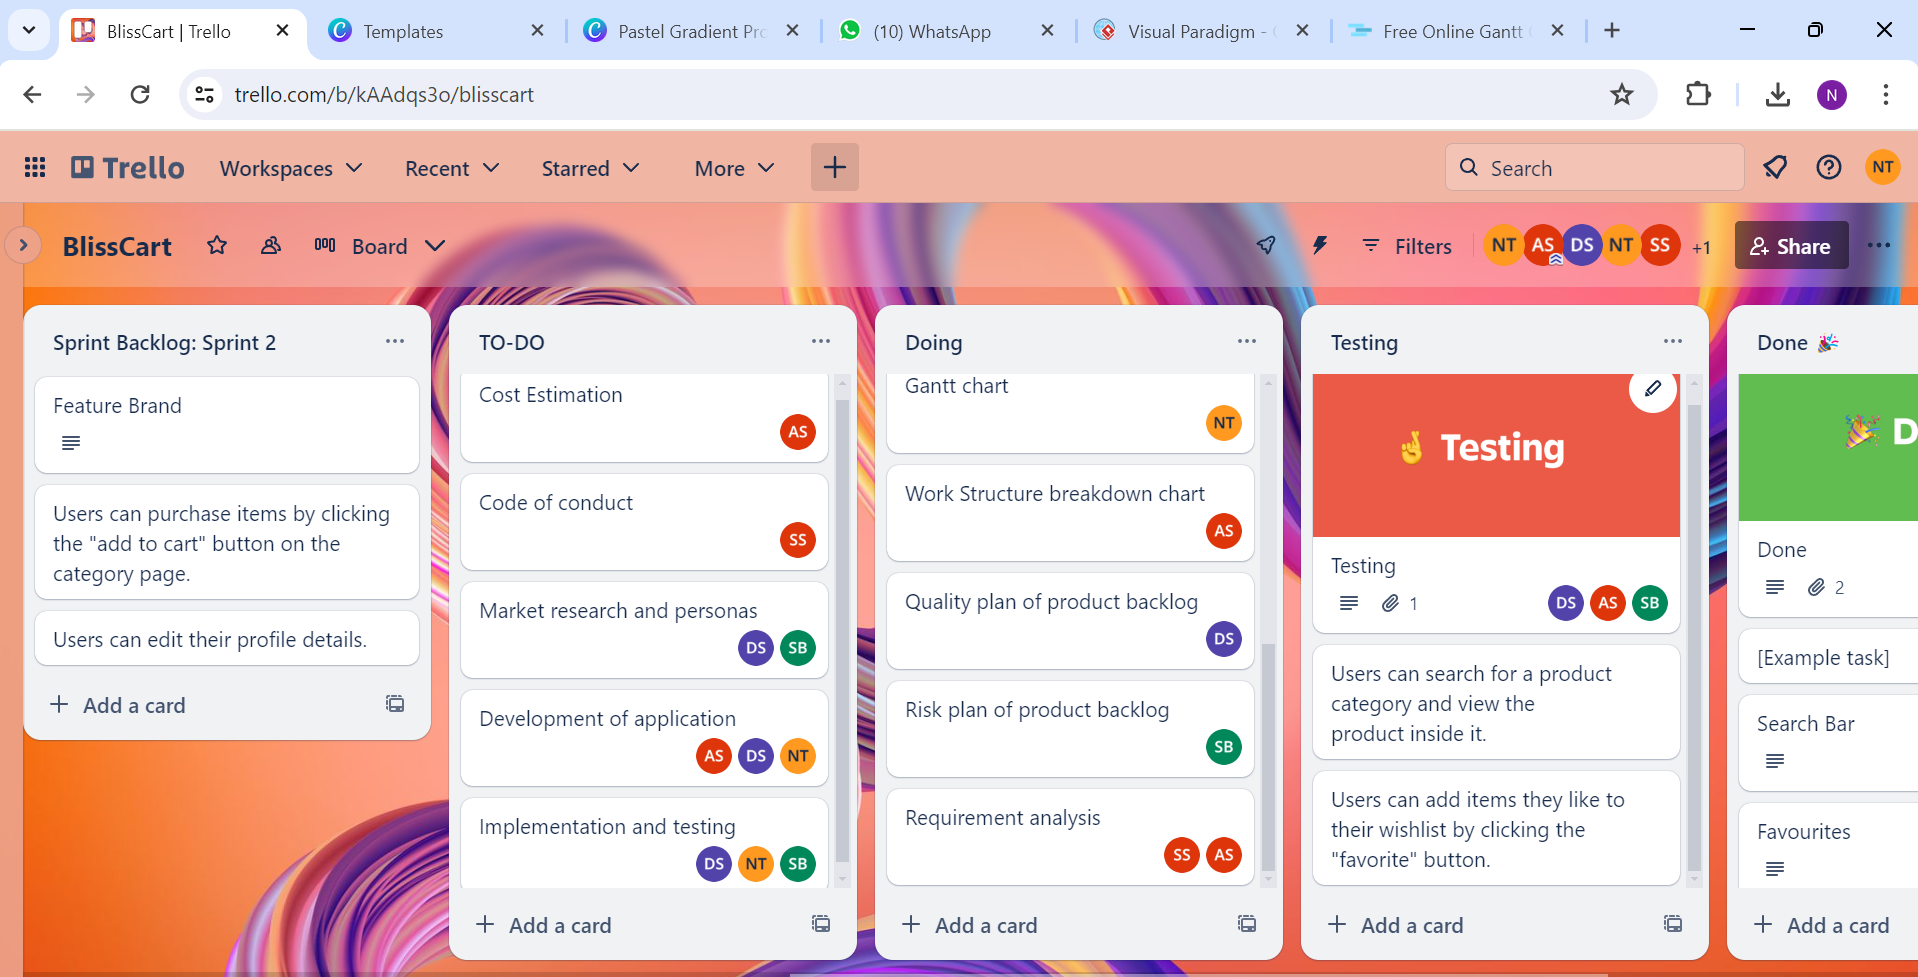 BlissCart | Trello
Templates
Pastel Gradient Pro
(10) WhatsApp
Visual Paradigm -
Free Online Gantt
trello.com/b/kAAdqs3o/blisscart
N
Trello
Workspaces
Recent
Starred
More
Search
NT
BlissCart
Board
Filters
NT
AS
DS
NT
SS
+1
Share
Sprint Backlog: Sprint 2
Feature Brand
Users can purchase items by clicking
the "add to cart" button on the
category page.
Users can edit their profile details.
Add a card
TO-DO
Cost Estimation
AS
Code of conduct
SS
Market research and personas
DS SB
Development of application
AS DS NT
Implementation and testing
DS NT SB
Add a card
Doing
Gantt chart
NT
Work Structure breakdown chart
AS
Quality plan of product backlog
DS
Risk plan of product backlog
SB
Requirement analysis
SS AS
Add a card
Testing
🤞 Testing
Testing
1
DS AS SB
Users can search for a product
category and view the
product inside it.
Users can add items they like to
their wishlist by clicking the
"favorite" button.
Add a card
Done 🎉
🎉 D
Done
2
[Example task]
Search Bar
Favourites
Add a card